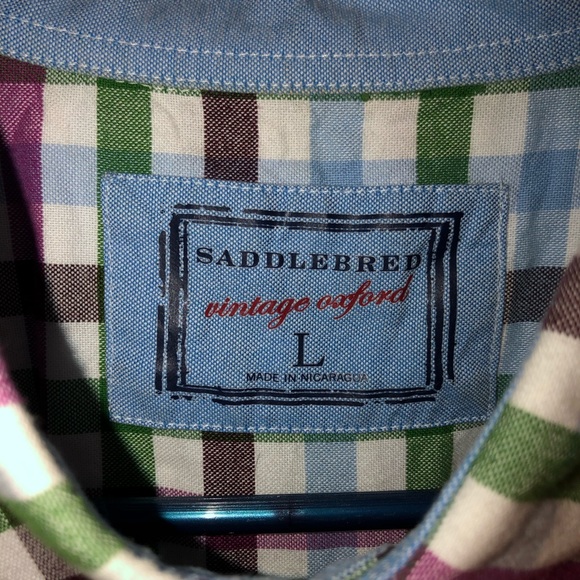 SADDLEBRED
vintage oxford
L
MADE IN NICARAGUA